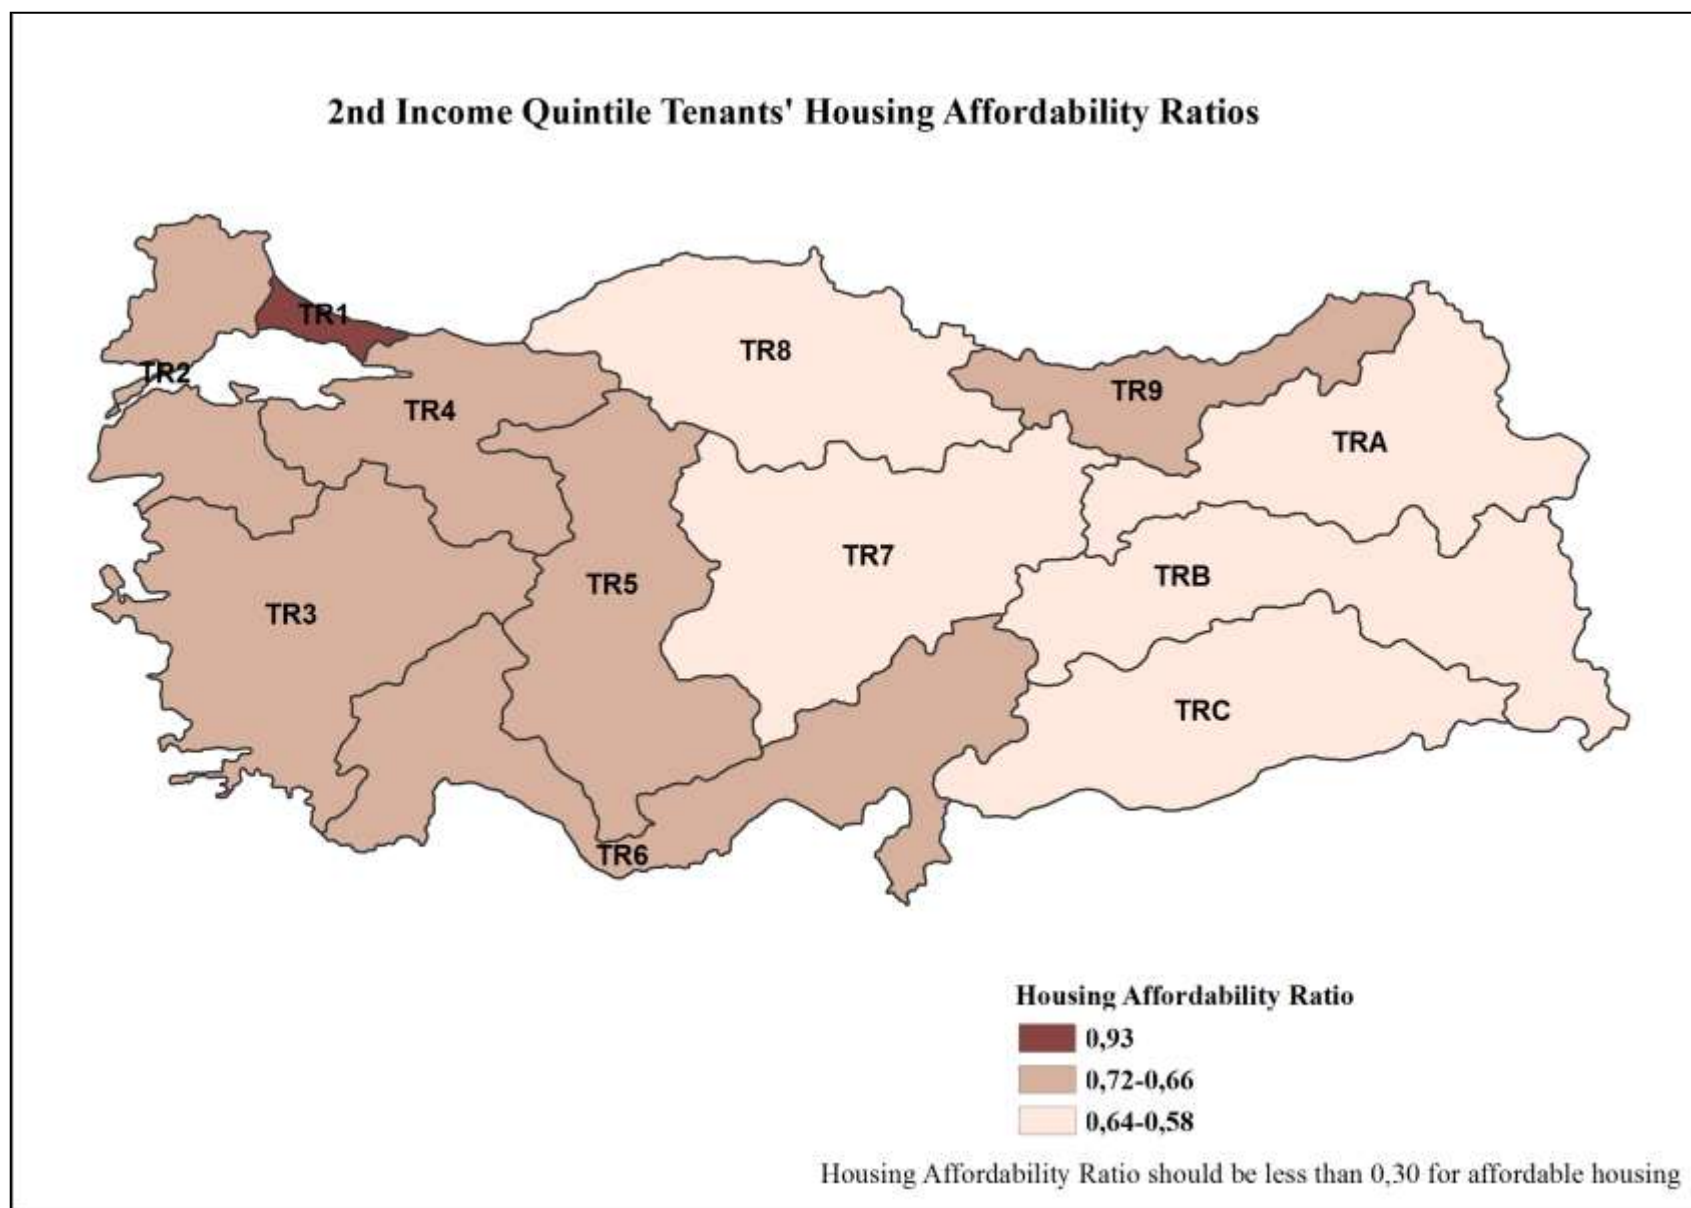 2nd Income Quintile Tenants' Housing Affordability Ratios
TR1
TR8
TR2
TR9
TR4
TRA
TR7
TRB
TR5
TR3
TRC
TR6
Housing Affordability Ratio
0,93
0,72-0,66
0,64-0,58
Housing Affordability Ratio should be less than 0,30 for affordable housing